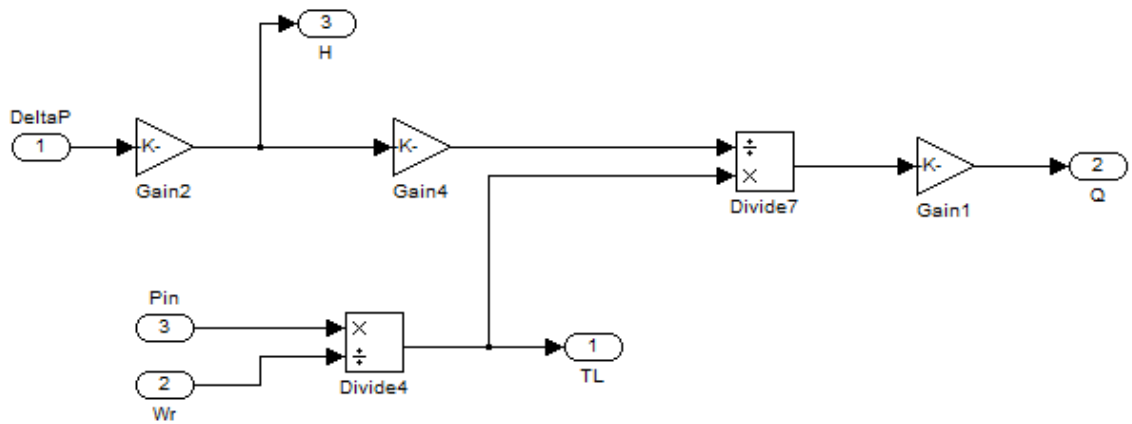 3
H
DeltaP
1
K-
Gain2
K-
Gain4
÷
×
Divide7
K-
Gain1
2
Q
Pin
3
2
Wr
×
÷
Divide4
1
TL